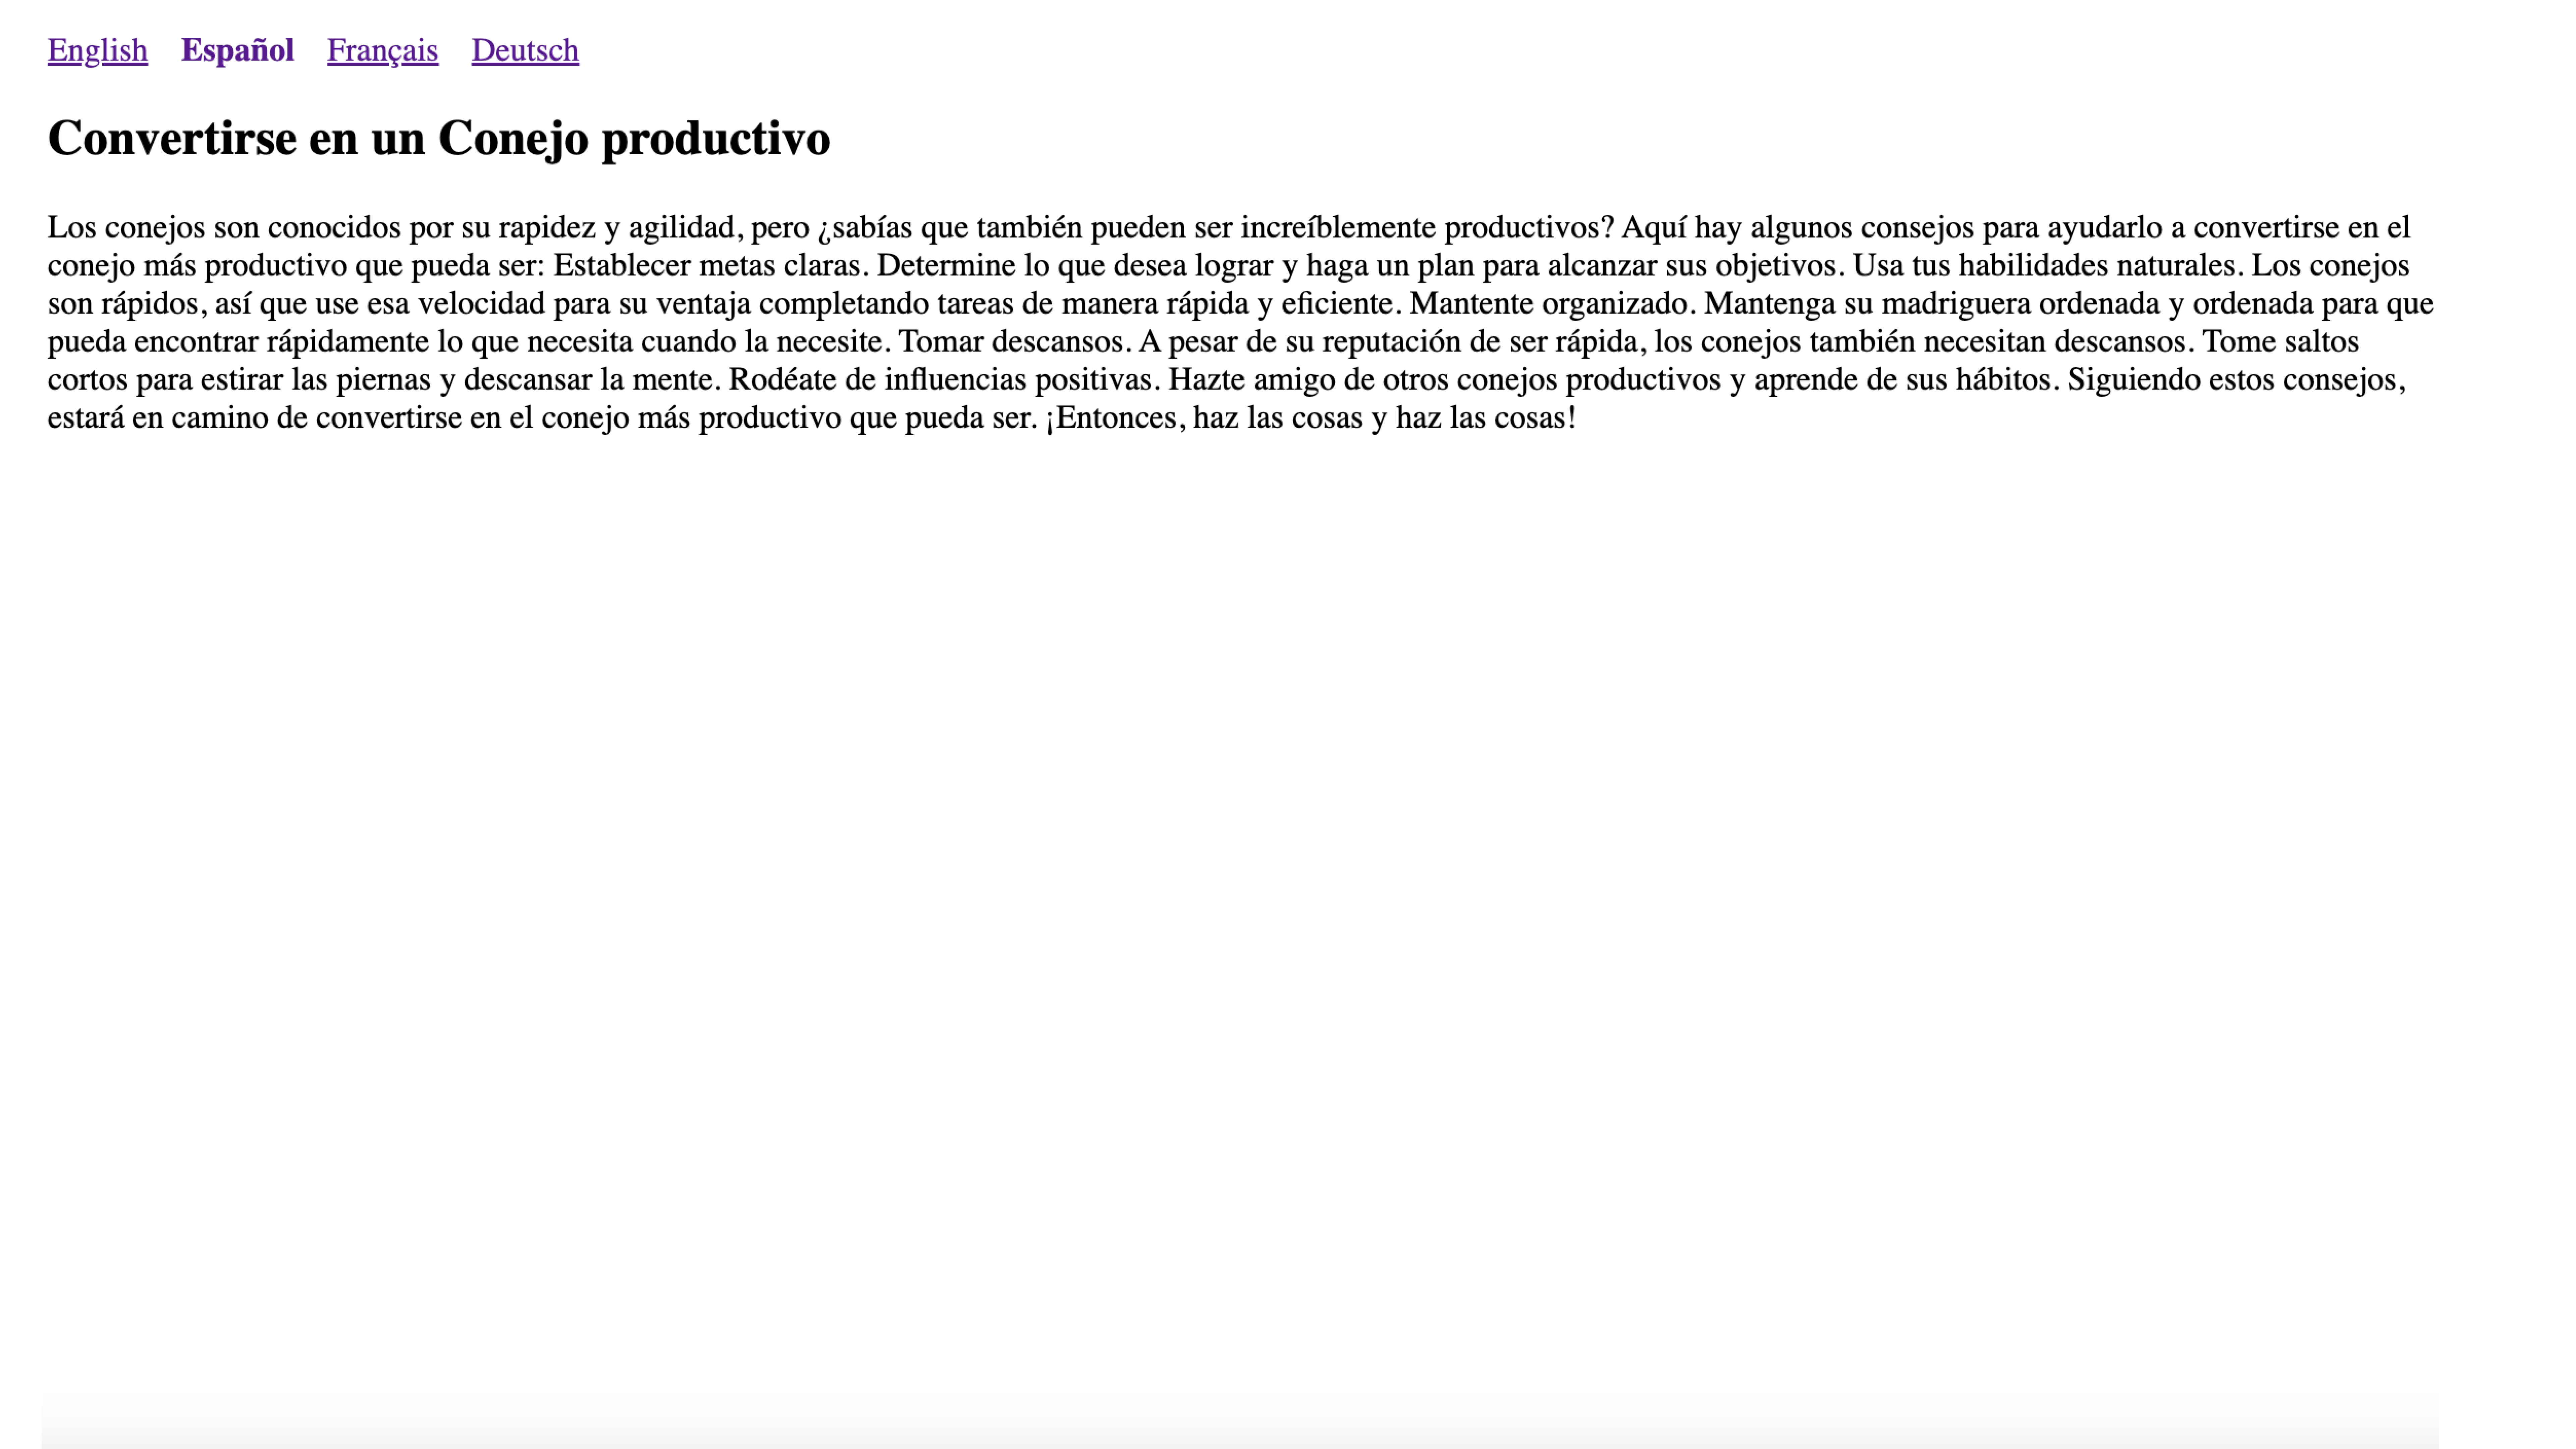 English Español Français Deutsch
Convertirse en un Conejo productivo
Los conejos son conocidos por su rapidez y agilidad, pero ¿sabías que también pueden ser increíblemente productivos? Aquí hay algunos consejos para ayudarlo a convertirse en el
conejo más productivo que pueda ser: Establecer metas claras. Determine lo que desea lograr y haga un plan para alcanzar sus objetivos. Usa tus habilidades naturales. Los conejos
son rápidos, así que use esa velocidad para su ventaja completando tareas de manera rápida y eficiente. Mantente organizado. Mantenga su madriguera ordenada y ordenada para que
pueda encontrar rápidamente lo que necesita cuando la necesite. Tomar descansos. A pesar de su reputación de ser rápida, los conejos también necesitan descansos. Tome saltos
cortos para estirar las piernas y descansar la mente. Rodéate de influencias positivas. Hazte amigo de otros conejos productivos y aprende de sus hábitos. Siguiendo estos consejos,
estará en camino de convertirse en el conejo más productivo que pueda ser. ¡Entonces, haz las cosas y haz las cosas!